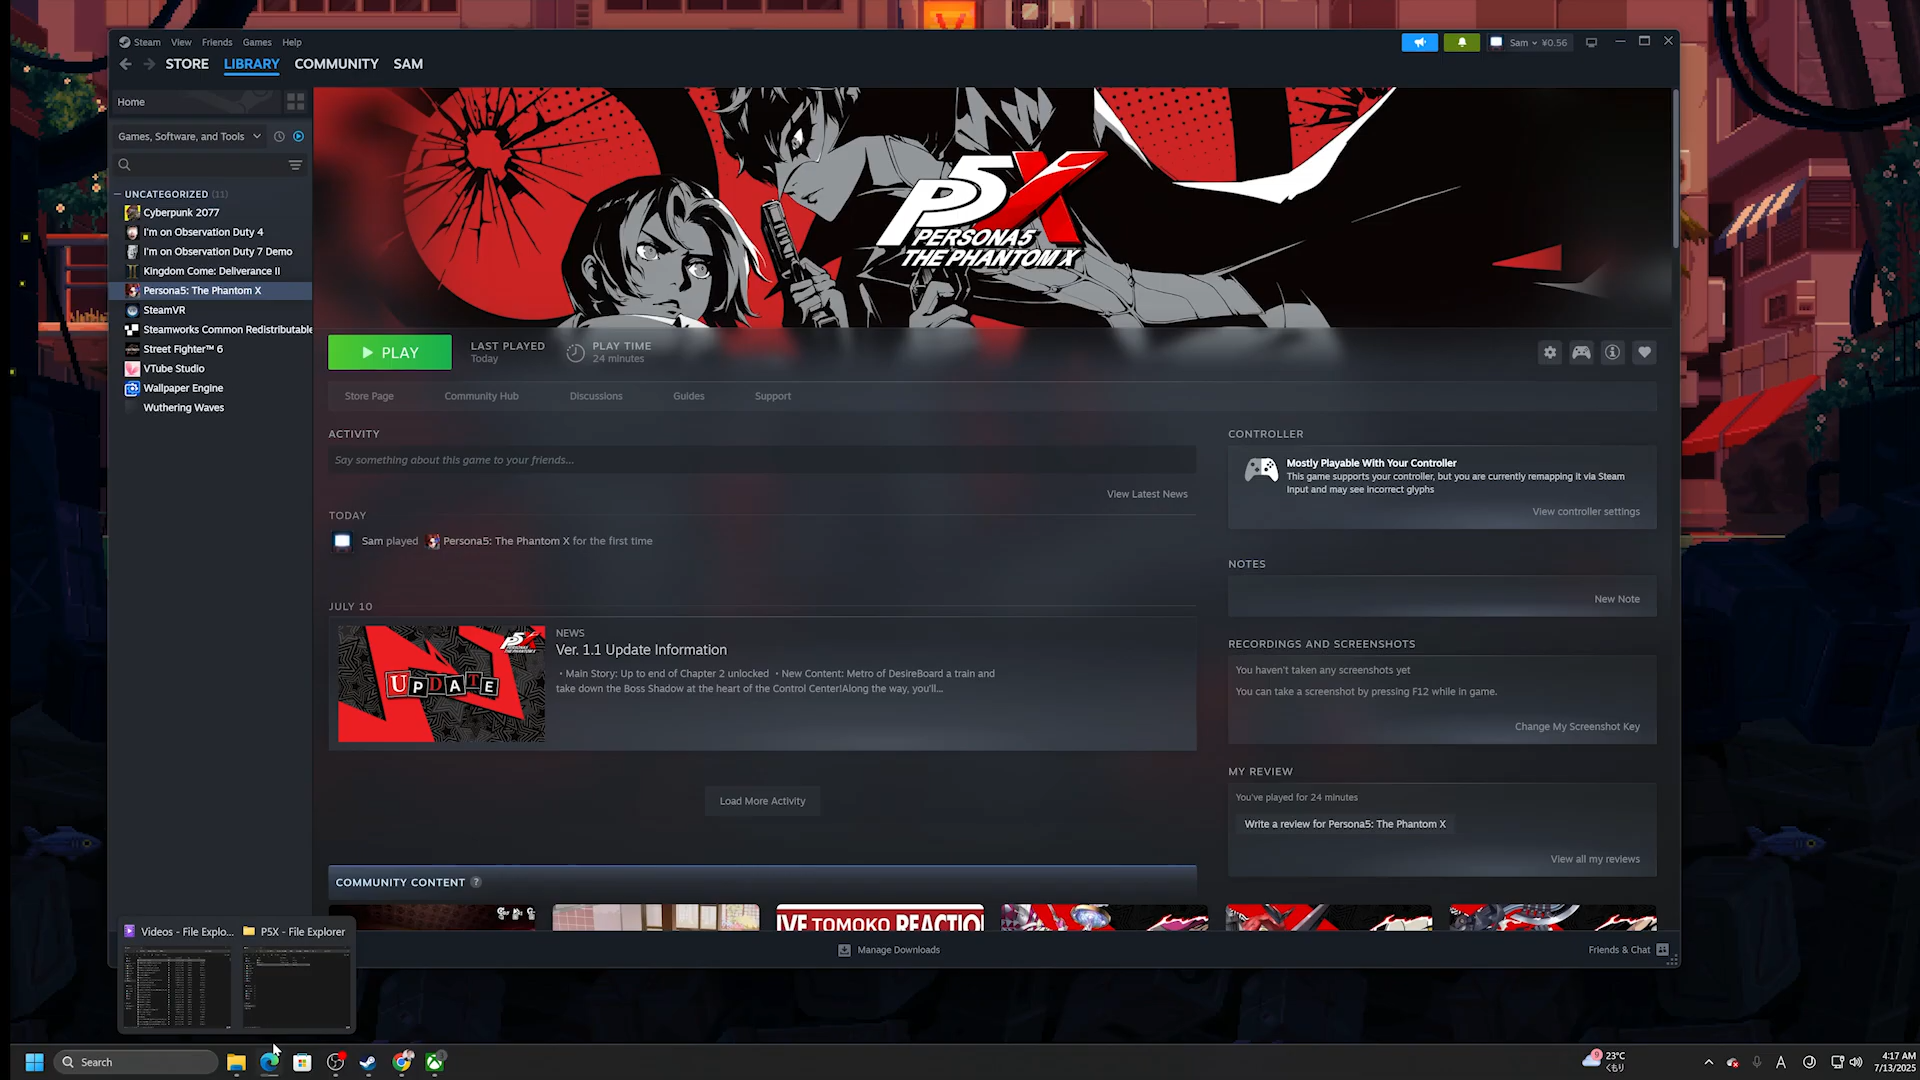 Steam View Friends Games Help
Sam ¥0.56
STORE LIBRARY COMMUNITY SAM
Home
Games, Software, and Tools
UNCATEGORIZED (11)
Cyberpunk 2077
I'm on Observation Duty 4
I'm on Observation Duty 7 Demo
Kingdom Come: Deliverance II
Persona5: The Phantom X
SteamVR
Steamworks Common Redistributable
Street Fighter™ 6
VTube Studio
Wallpaper Engine
Wuthering Waves
P5X
PERSONA5
THE PHANTOM X
PLAY
LAST PLAYED
Today
PLAY TIME
24 minutes
Store Page Community Hub Discussions Guides Support
ACTIVITY
Say something about this game to your friends...
View Latest News
TODAY
Sam played Persona5: The Phantom X for the first time
JULY 10
UPDATE
NEWS
Ver. 1.1 Update Information
・Main Story: Up to end of Chapter 2 unlocked ・New Content: Metro of DesireBoard a train and
take down the Boss Shadow at the heart of the Control Center!Along the way, you'll...
Load More Activity
COMMUNITY CONTENT ?
IVE TOMOKO REACTION
CONTROLLER
Mostly Playable With Your Controller
This game supports your controller, but you are currently remapping it via Steam
Input and may see incorrect glyphs
View controller settings
NOTES
New Note
RECORDINGS AND SCREENSHOTS
You haven't taken any screenshots yet
You can take a screenshot by pressing F12 while in game.
Change My Screenshot Key
MY REVIEW
You've played for 24 minutes
Write a review for Persona5: The Phantom X
View all my reviews
Manage Downloads
Friends & Chat
Videos - File Explo...
P5X - File Explorer
Search
9
23°C
くもり
A
4:17 AM
7/13/2025